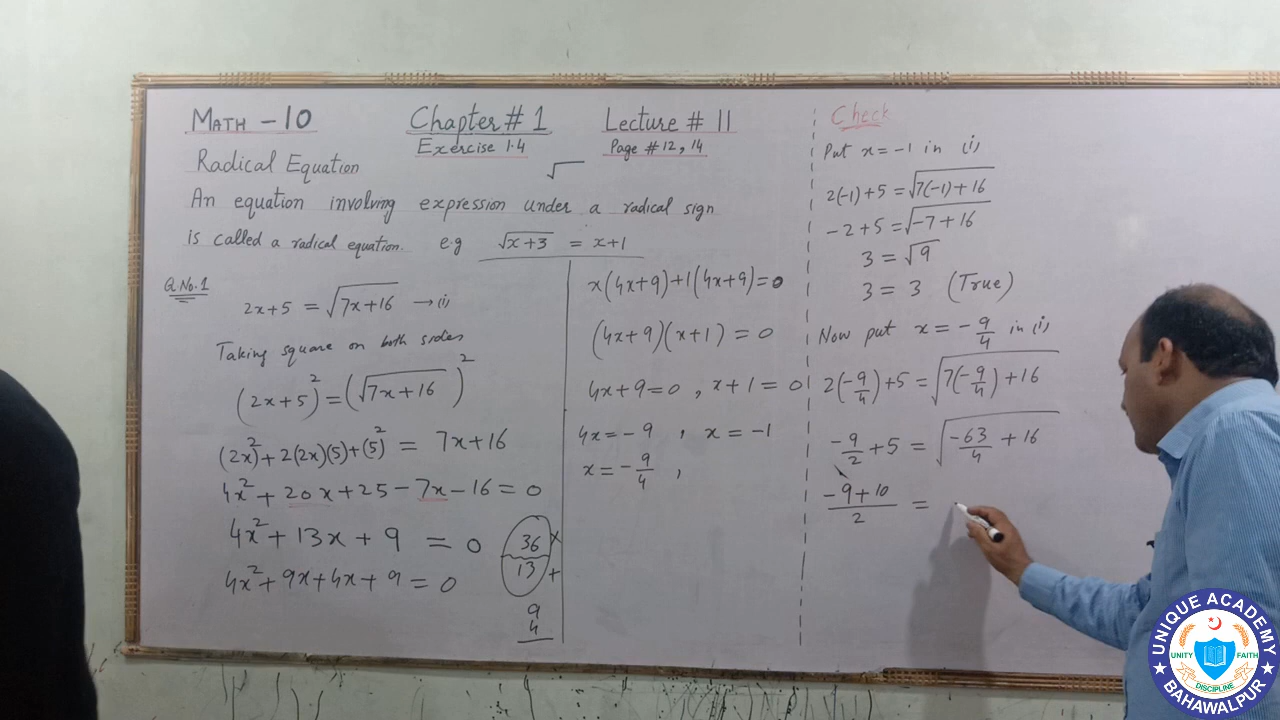 MATH - 10
Chapter # 1
Lecture # 11
Exercise 1.4
Page # 12, 14
Radical Equation
√
An equation involving expression under a radical sign
is called a radical equation. e.g √(x+3) = x+1
Q.No.1
2x+5 = √(7x+16) → (i)
Taking square on both sides
(2x+5)² = (√(7x+16))²
(2x)²+2(2x)(5)+(5)² = 7x+16
4x²+20x+25-7x-16=0
4x²+13x+9 = 0
4x²+9x+4x+9=0
36 x
13 +
9
4
x(4x+9)+1(4x+9)=0
(4x+9)(x+1)=0
4x+9=0, x+1=0
4x=-9, x=-1
x=-9/4,
Check
Put x=-1 in (i)
2(-1)+5=√(7(-1)+16)
-2+5=√(-7+16)
3=√9
3=3 (True)
Now put x=-9/4 in (i)
2(-9/4)+5=√(7(-9/4)+16)
-9/2+5=√(-63/4+16)
(-9+10)/2 =
UNIQUE ACADEMY
UNITY FAITH
DISCIPLINE
BAHAWALPUR